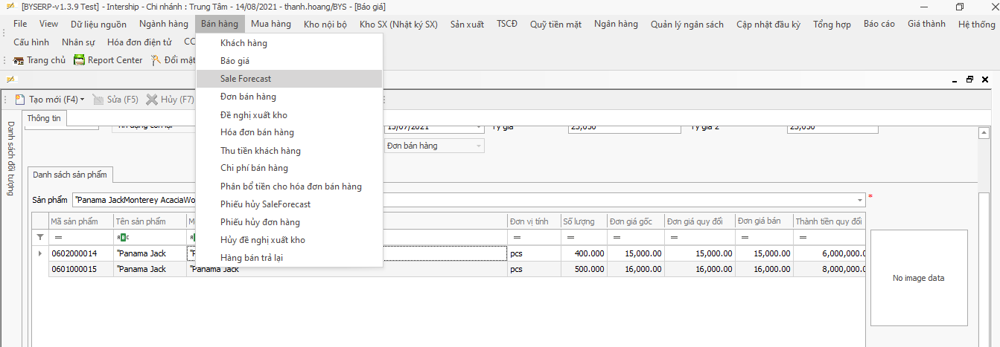 [BYSERP-v1.3.9 Test] - Intership - Chi nhánh : Trung Tâm - 14/08/2021 - thanh.hoang/BYS - [Báo giá]
File View Dữ liệu nguồn Ngành hàng Bán hàng Mua hàng Kho nội bộ Kho SX (Nhật ký SX) Sản xuất TSCĐ Quỹ tiền mặt Ngân hàng Quản lý ngân sách Cập nhật đầu kỳ Tổng hợp Báo cáo Giá thành Hệ thống
Cấu hình Nhân sự Hóa đơn điện tử
Trang chủ Report Center Đổi mật
Khách hàng
Báo giá
Sale Forecast
Đơn bán hàng
Đề nghị xuất kho
Hóa đơn bán hàng
Thu tiền khách hàng
Chi phí bán hàng
Phân bổ tiền cho hóa đơn bán hàng
Phiếu hủy SaleForecast
Phiếu hủy đơn hàng
Hủy đề nghị xuất kho
Hàng bán trả lại
Tạo mới (F4) Sửa (F5) Hủy (F7)
Danh sách đối tượng
Thông tin
Tín dụng còn lại 15/07/2021 Tỷ giá Tỷ giá 2
Đơn bán hàng
Danh sách sản phẩm
Sản phẩm "Panama JackMonterey AcaciaWo *
Mã sản phẩm Tên sản phẩm Đơn vị tính Số lượng Đơn giá gốc Đơn giá quy đổi Đơn giá bán Thành tiền quy đổi
= ABC = = = = = =
0602000014 "Panama Jack pcs 400.000 15,000.00 15,000.00 15,000.00 6,000,000.0
0601000015 "Panama Jack "Panama Jack pcs 500.000 16,000.00 16,000.00 16,000.00 8,000,000.0
No image data